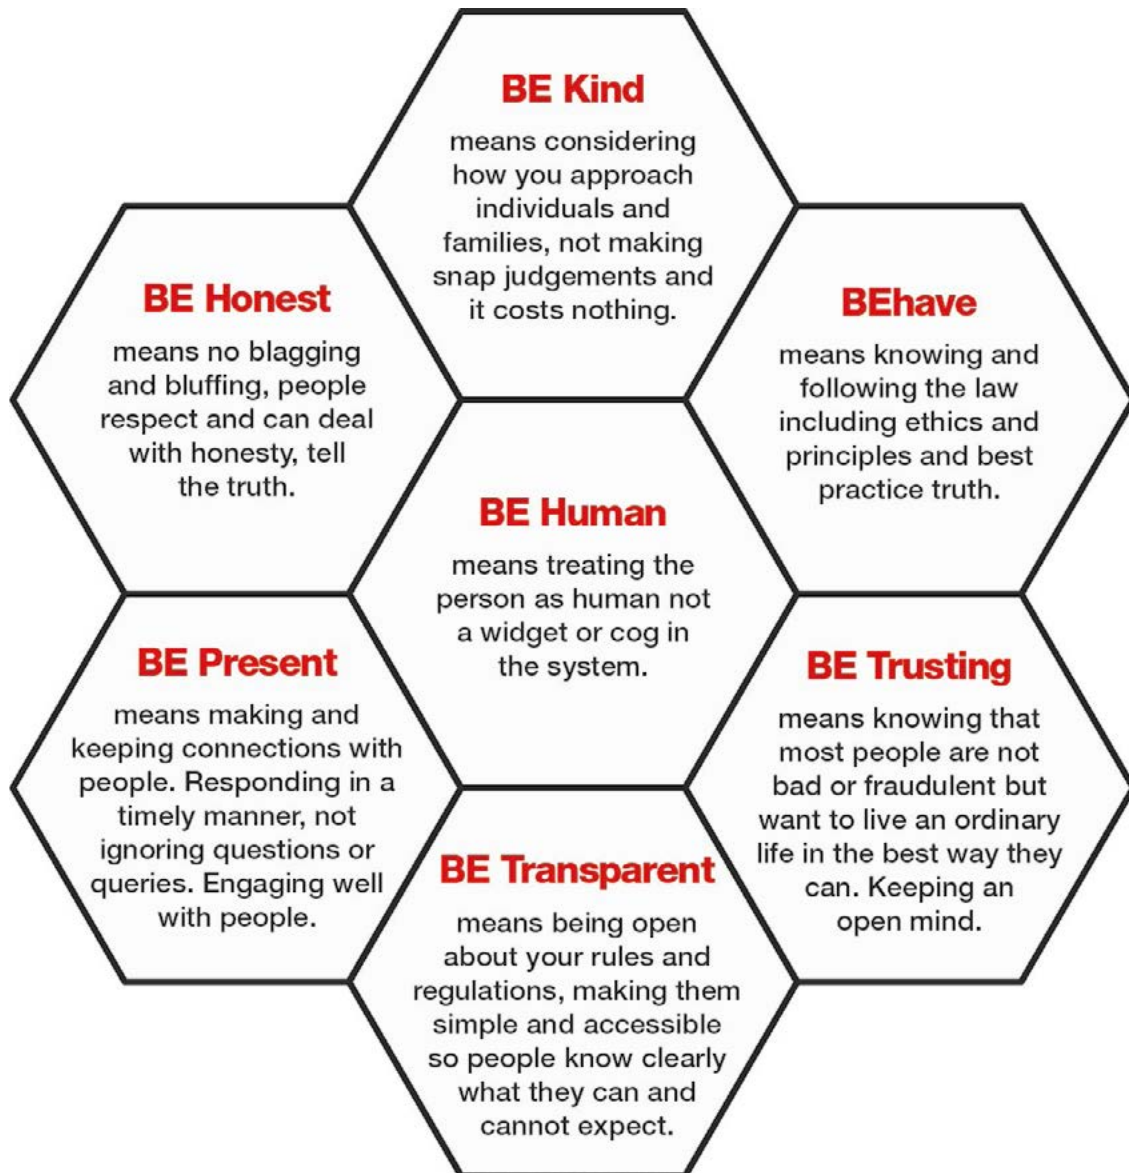 BE Kind
means considering
how you approach
individuals and
families, not making
snap judgements and
it costs nothing.
BE Honest
means no blagging
and bluffing, people
respect and can deal
with honesty, tell
the truth.
BEhave
means knowing and
following the law
including ethics and
principles and best
practice truth.
BE Human
means treating the
person as human not
a widget or cog in
the system.
BE Present
means making and
keeping connections with
people. Responding in a
timely manner, not
ignoring questions or
queries. Engaging well
with people.
BE Trusting
means knowing that
most people are not
bad or fraudulent but
want to live an ordinary
life in the best way they
can. Keeping an
open mind.
BE Transparent
means being open
about your rules and
regulations, making them
simple and accessible
so people know clearly
what they can and
cannot expect.